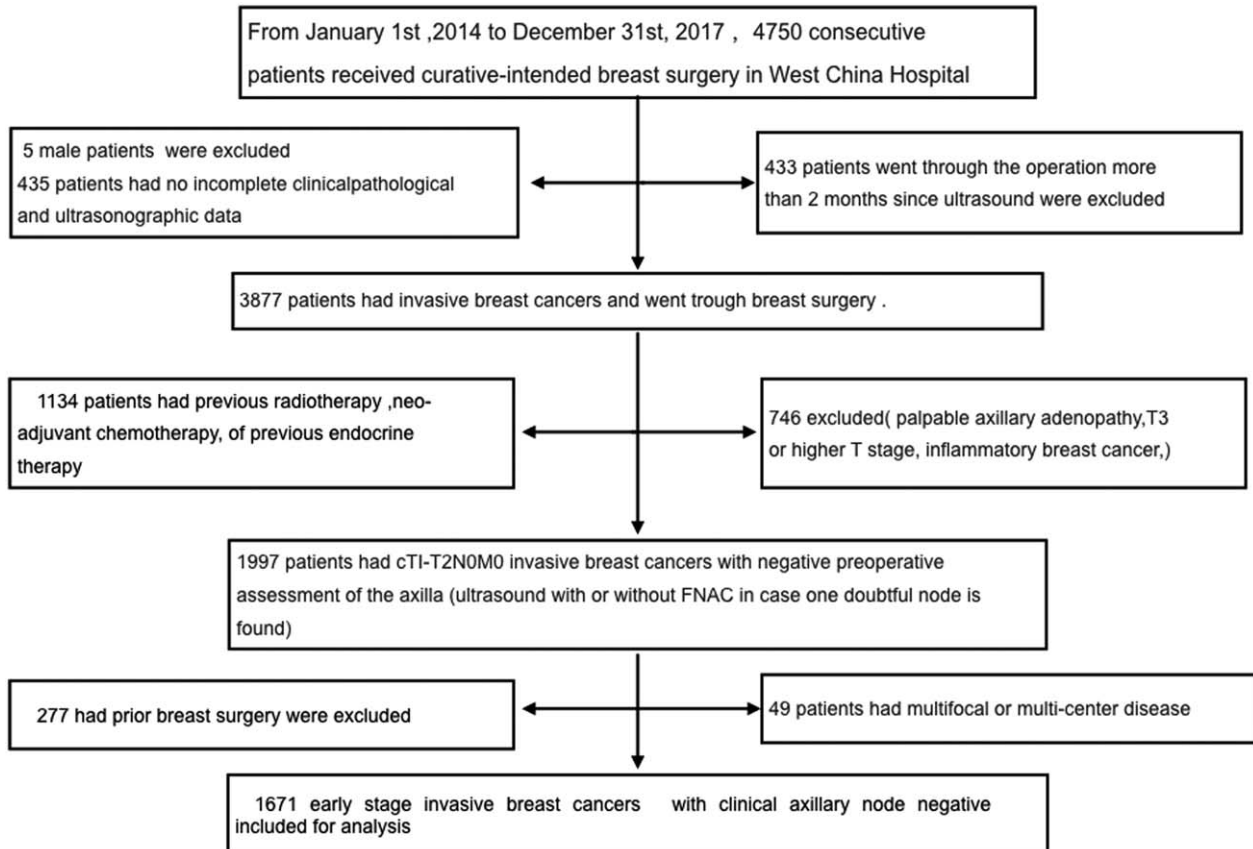 From January 1st ,2014 to December 31st, 2017 , 4750 consecutive
patients received curative-intended breast surgery in West China Hospital
5 male patients were excluded
435 patients had no incomplete clinicalpathological
and ultrasonographic data
433 patients went through the operation more
than 2 months since ultrasound were excluded
3877 patients had invasive breast cancers and went trough breast surgery .
1134 patients had previous radiotherapy ,neo-
adjuvant chemotherapy, of previous endocrine
therapy
746 excluded( palpable axillary adenopathy,T3
or higher T stage, inflammatory breast cancer,)
1997 patients had cTI-T2N0M0 invasive breast cancers with negative preoperative
assessment of the axilla (ultrasound with or without FNAC in case one doubtful node is
found)
277 had prior breast surgery were excluded
49 patients had multifocal or multi-center disease
1671 early stage invasive breast cancers with clinical axillary node negative
included for analysis